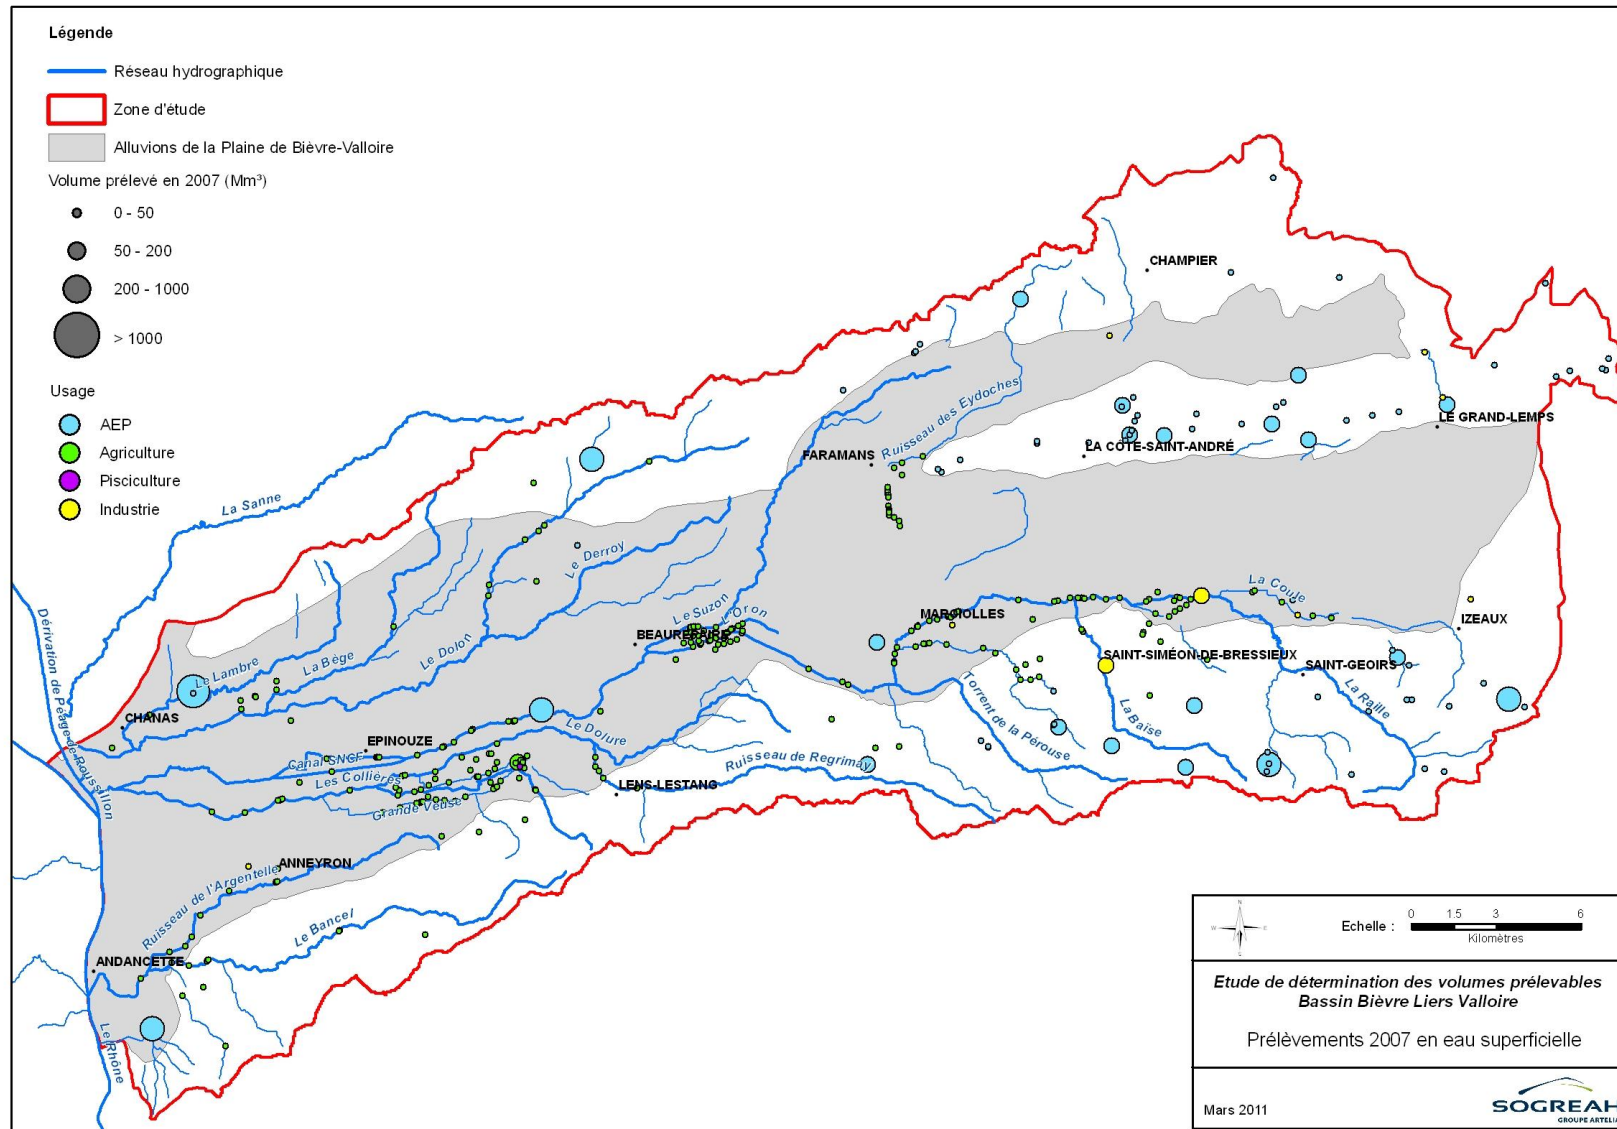 Légende
Réseau hydrographique
Zone d'étude
Alluvions de la Plaine de Bièvre-Valloire
Volume prélevé en 2007 (Mm³)
0 - 50
50 - 200
200 - 1000
> 1000
Usage
AEP
Agriculture
Pisciculture
Industrie
CHAMPIER
Ruisseau des Eydoches
LE GRAND-LEMPS
LA COTE-SAINT-ANDRÉ
FARAMANS
La Sanne
Le Derroy
Le Suzon
L'Oron
La Coule
MARCIOLLES
IZEAUX
BEAUREPAIRE
Dérivation de Péage-de-Roussillon
Le Lambre
La Bège
Le Dolon
SAINT-SIMÉON-DE-BRESSIEUX
SAINT-GEOIRS
La Raille
La Baïse
Torrent de la Pérouse
CHANAS
EPINOUZE
Le Dolure
Canal SNCF
Les Collières
Grande Veuse
Ruisseau de Regrimay
LENS-LESTANG
ANNEYRON
Ruisseau de l'Argentelle
Le Bancel
ANDANCETTE
Le Rhône
N
W
E
S
Echelle :
0 1.5 3 6
Kilomètres
Etude de détermination des volumes prélevables
Bassin Bièvre Liers Valloire
Prélèvements 2007 en eau superficielle
Mars 2011
SOGREAH
GROUPE ARTELIA